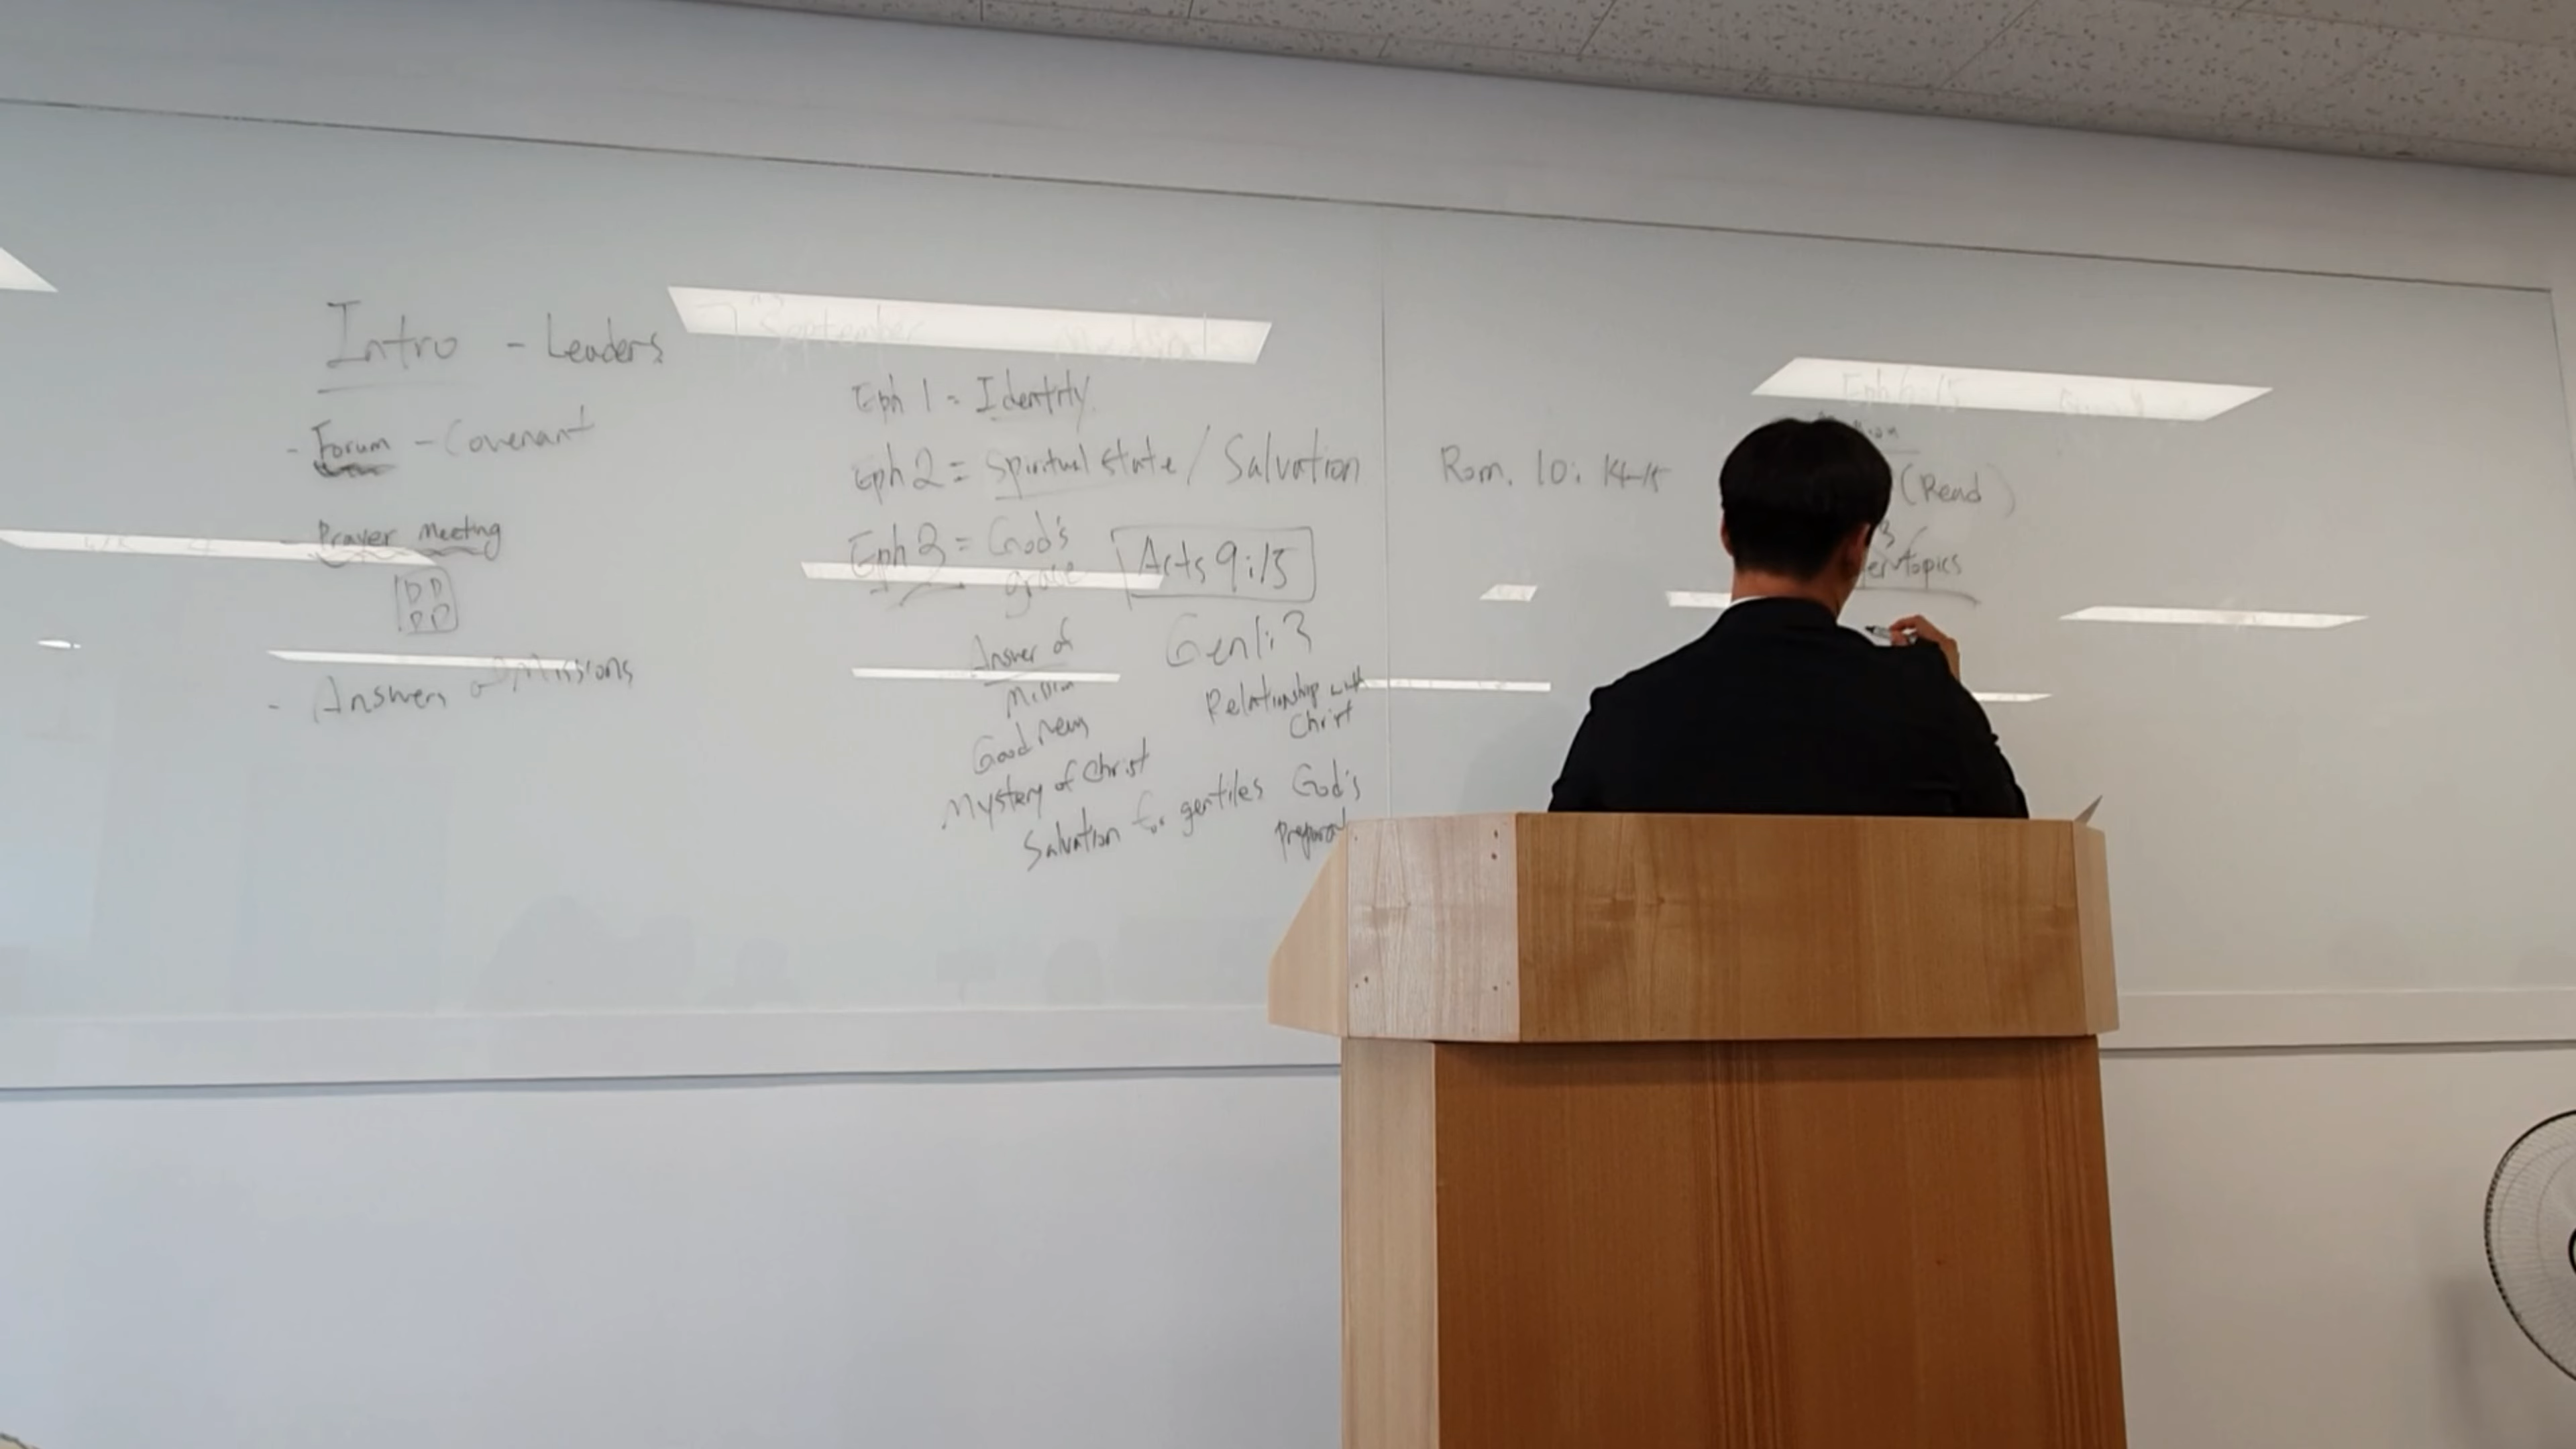 Intro - Leaders
- Forum - Covenant
- Prayer Meeting
- Answers of Missions
September
Eph 1 = Identity
Eph 2 = Spiritual state / Salvation
Eph 3 = God's grace
Acts 9:15
Gen 1:3
Answer of Mission
Good News
Mystery of Christ
Salvation for gentiles
Relationship with Christ
God's
Rom. 10: 14-15
(Read)
topics